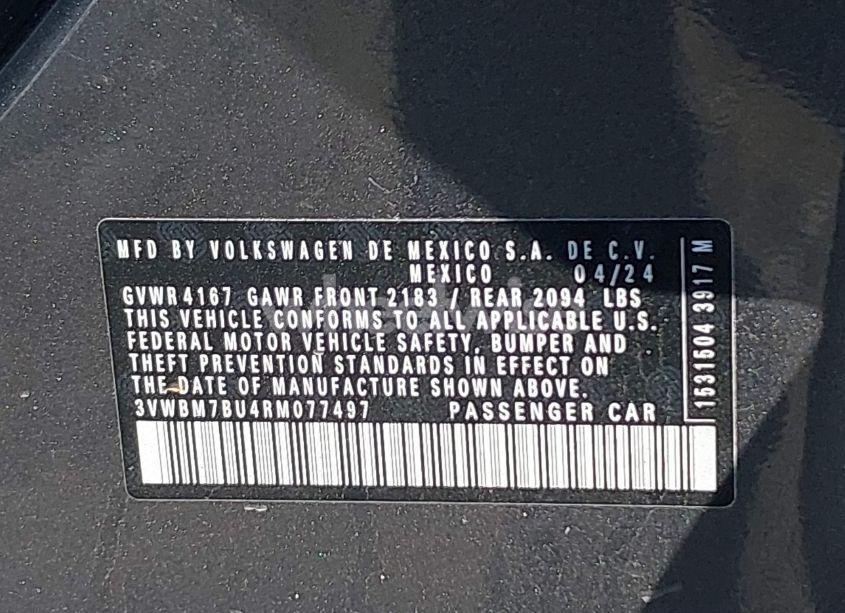 MFD BY VOLKSWAGEN DE MEXICO S.A. DE C.V.
MEXICO 04/24
GVWR 4167 GAWR FRONT 2183 / REAR 2094 LBS
THIS VEHICLE CONFORMS TO ALL APPLICABLE U.S.
FEDERAL MOTOR VEHICLE SAFETY, BUMPER AND
THEFT PREVENTION STANDARDS IN EFFECT ON
THE DATE OF MANUFACTURE SHOWN ABOVE.
3VWBM7BU4RM077497 PASSENGER CAR
1531504 3917 M